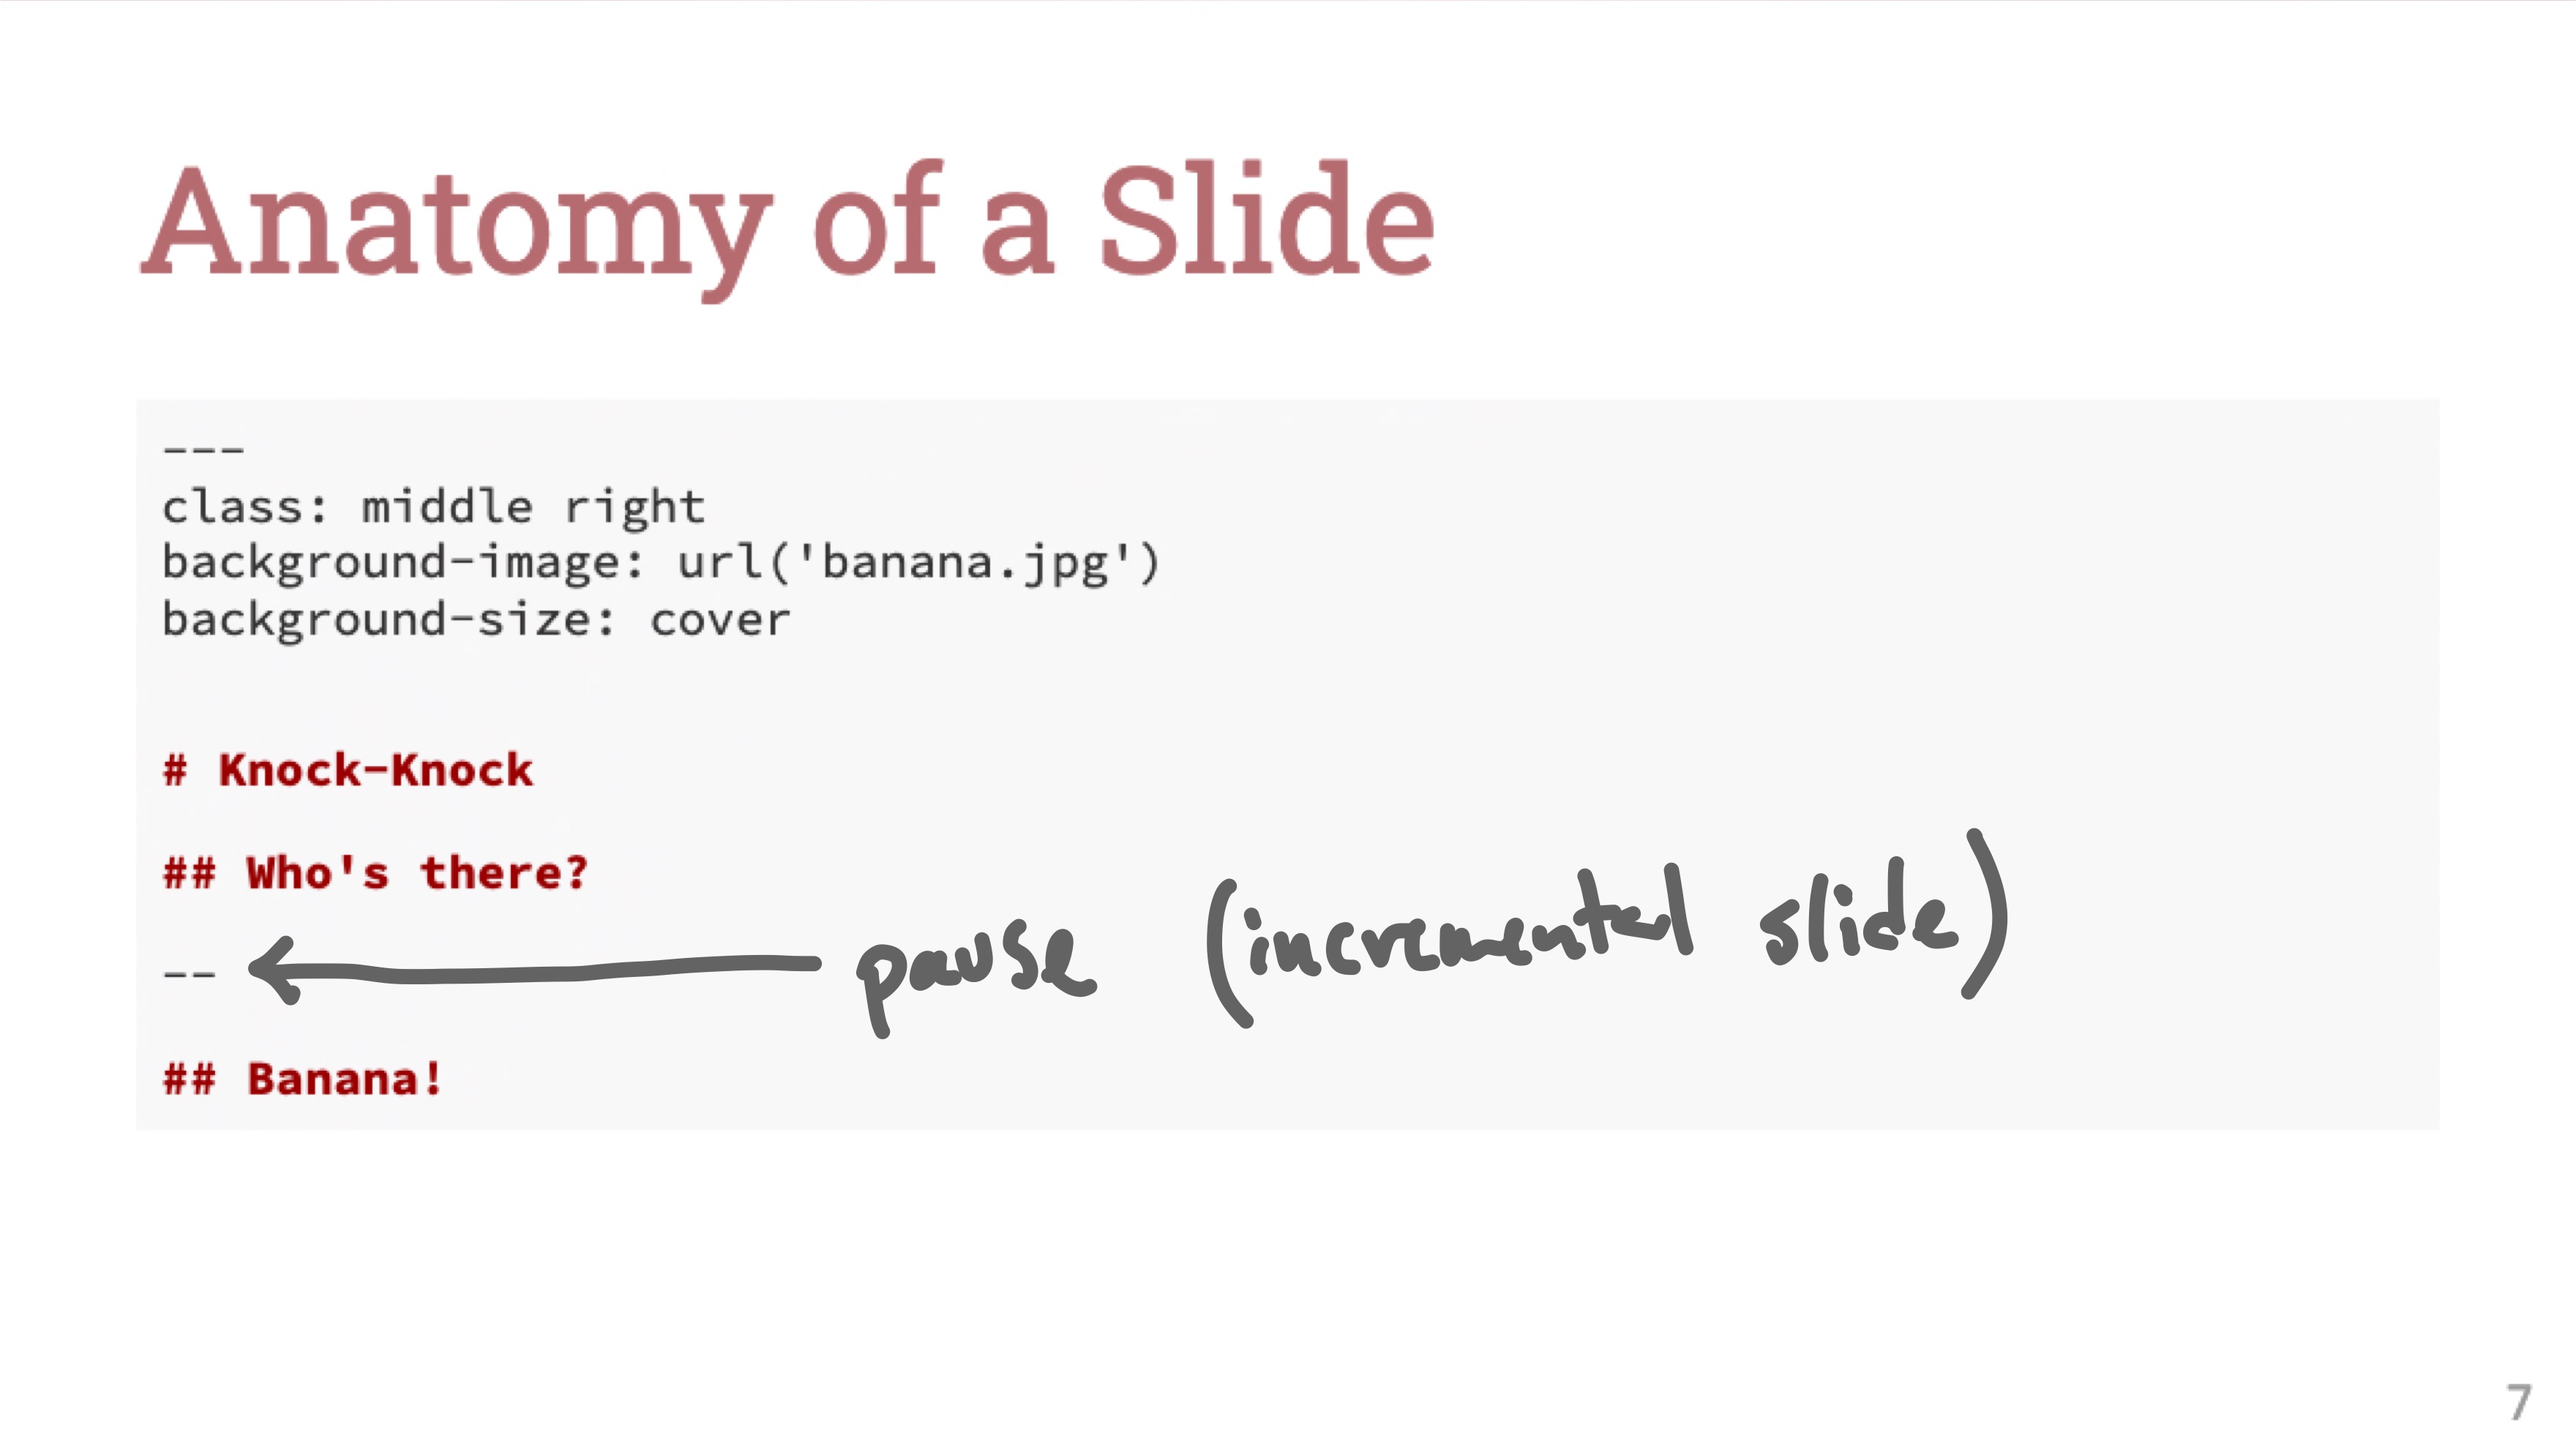 Anatomy of a Slide
---
class: middle right
background-image: url('banana.jpg')
background-size: cover
# Knock-Knock
## Who's there?
-- pause (incremental slide)
## Banana!
7